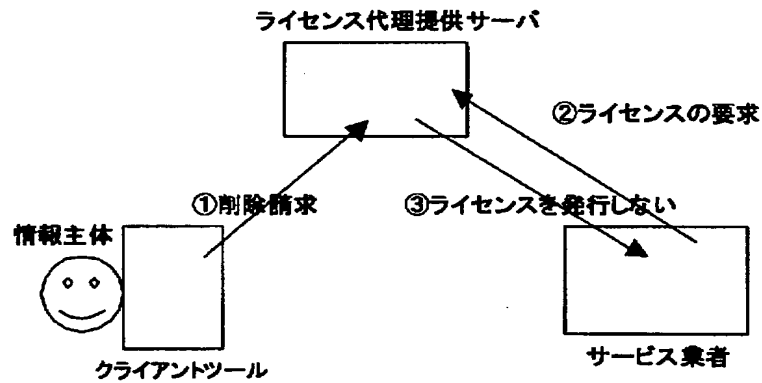 ライセンス代理提供サーバ
②ライセンスの要求
①削除請求
③ライセンスを発行しない
情報主体
サービス業者
クライアントツール